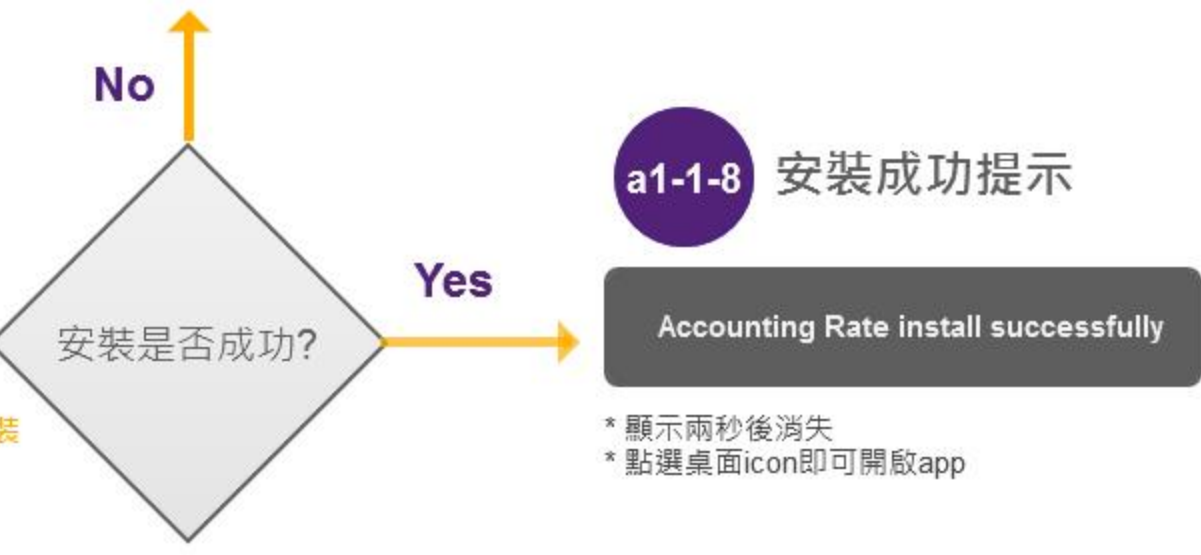 No
a1-1-8 安裝成功提示
Yes
安裝是否成功?
Accounting Rate install successfully
裝
* 顯示兩秒後消失
* 點選桌面icon即可開啟app